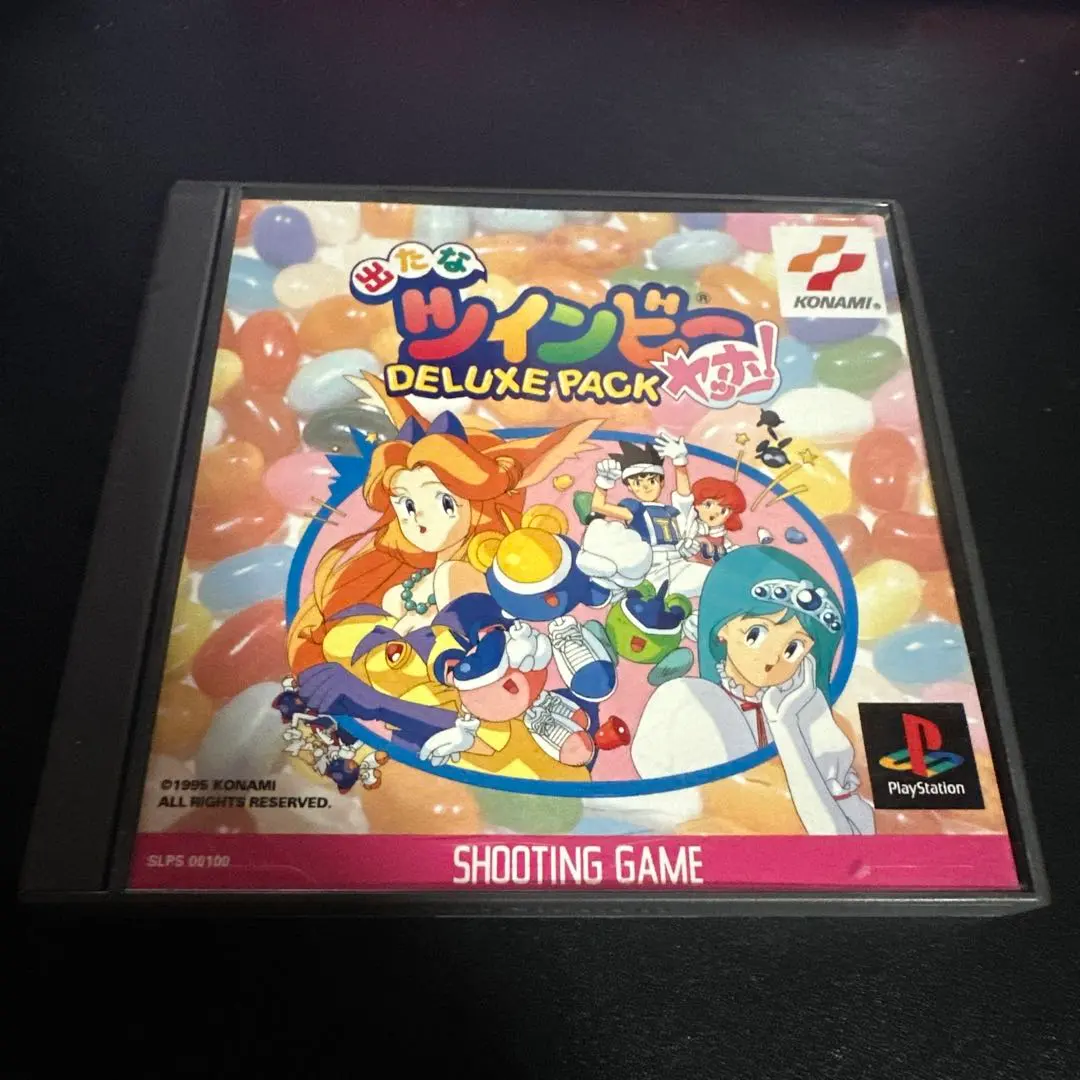 出たな
ツインビー®
ヤッホー!
DELUXE PACK
KONAMI®
©1995 KONAMI
ALL RIGHTS RESERVED.
PlayStation
SLPS 00100
SHOOTING GAME